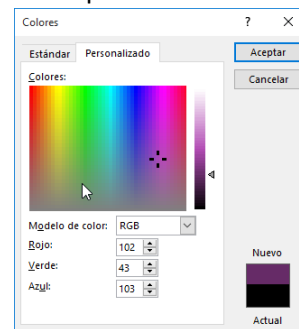 Colores ? ×
Estándar Personalizado
Aceptar
Cancelar
Colores:
Modelo de color: RGB
Rojo: 102
Verde: 43
Azul: 103
Nuevo
Actual